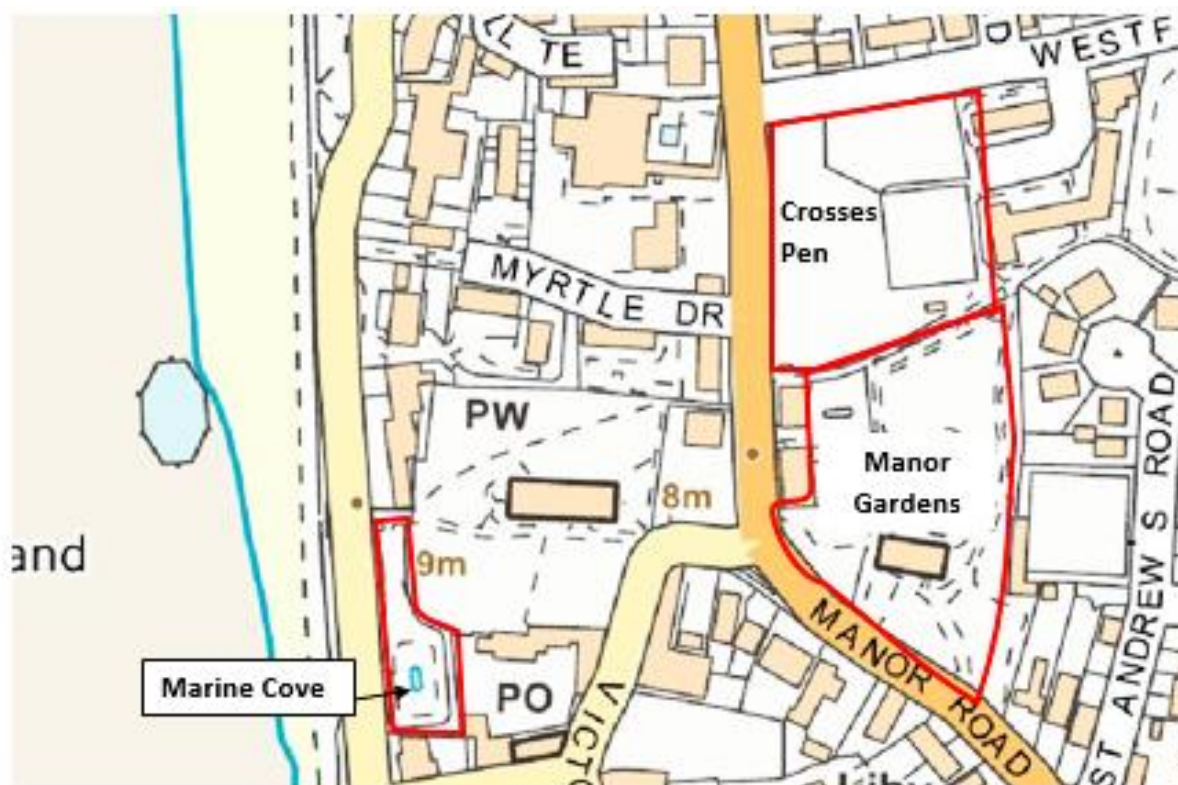 TE
WESTF
D
Crosses
Pen
MYRTLE DR
PW
Manor
Gardens
8m
and
9m
MANOR ROAD
ST ANDREW S ROAD
Marine Cove
PO
VICTO